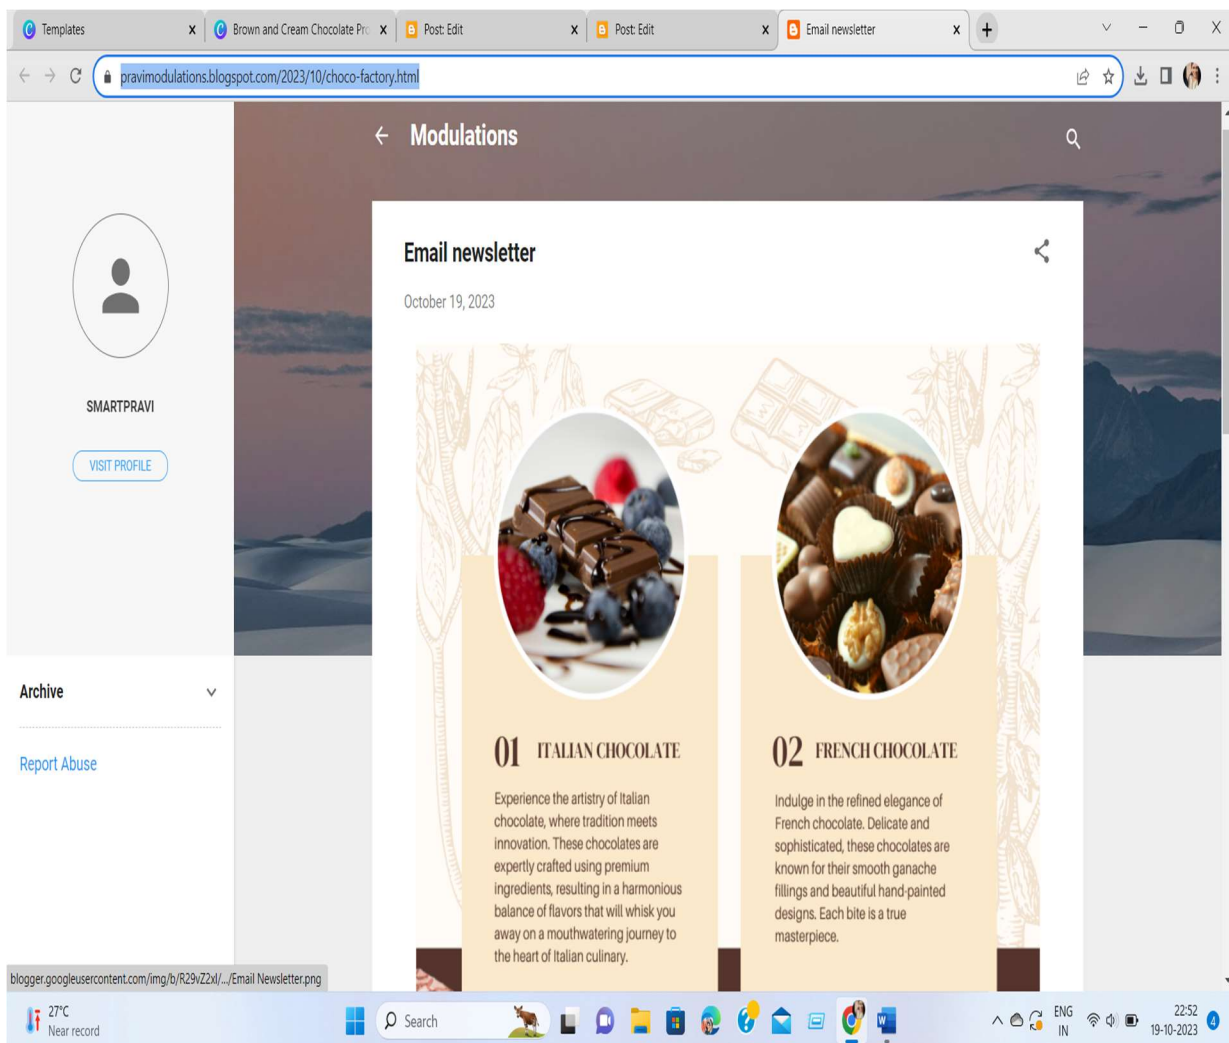 Templates
Brown and Cream Chocolate Pro
Post: Edit
Post: Edit
Email newsletter
pravimodulations.blogspot.com/2023/10/choco-factory.html
Modulations
Email newsletter
October 19, 2023
SMARTPRAVI
VISIT PROFILE
Archive
Report Abuse
01 ITALIAN CHOCOLATE
Experience the artistry of Italian
chocolate, where tradition meets
innovation. These chocolates are
expertly crafted using premium
ingredients, resulting in a harmonious
balance of flavors that will whisk you
away on a mouthwatering journey to
the heart of Italian culinary.
02 FRENCH CHOCOLATE
Indulge in the refined elegance of
French chocolate. Delicate and
sophisticated, these chocolates are
known for their smooth ganache
fillings and beautiful hand-painted
designs. Each bite is a true
masterpiece.
blogger.googleusercontent.com/img/b/R29vZ2xl/.../Email Newsletter.png
27°C
Near record
Search
ENG
IN
22:52
19-10-2023
4